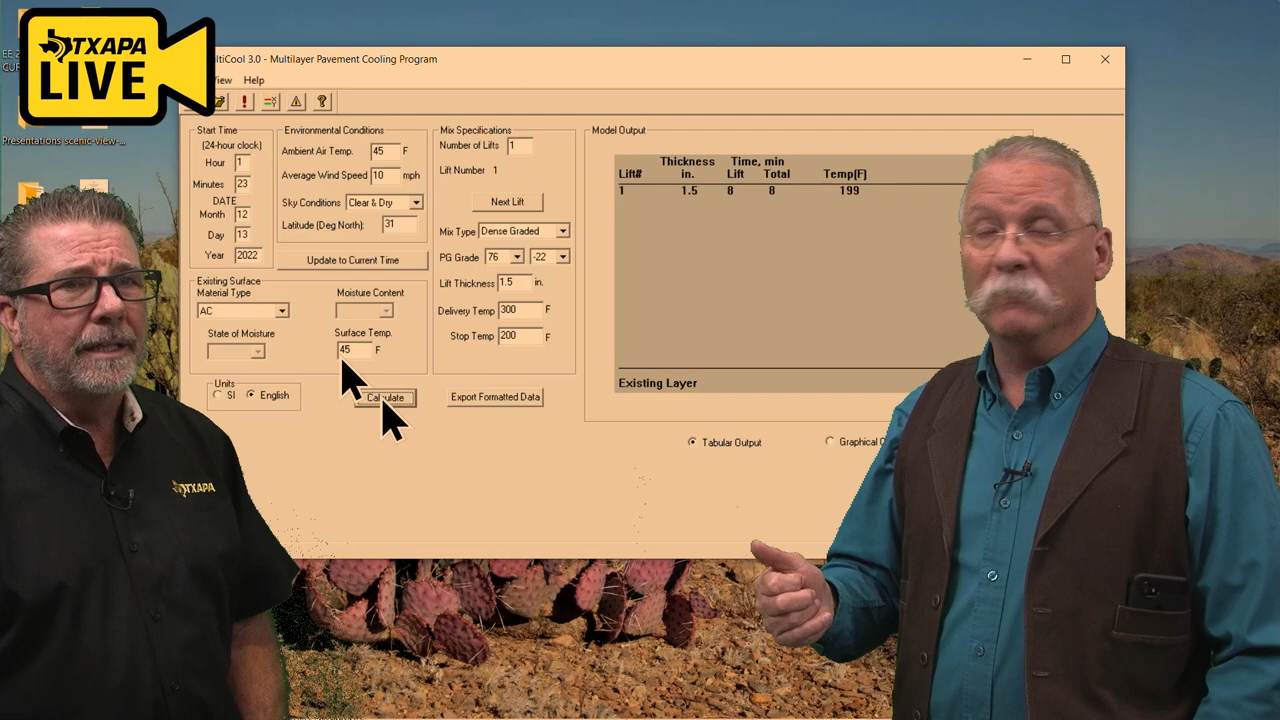 TXAPA
LIVE
EE 2
CUR
Presentations scenic-view-...
ltiCool 3.0 - Multilayer Pavement Cooling Program
View Help
Start Time
(24-hour clock)
Hour 1
Minutes 23
DATE
Month 12
Day 13
Year 2022
Environmental Conditions
Ambient Air Temp. 45 F
Average Wind Speed 10 mph
Sky Conditions Clear & Dry
Latitude (Deg North): 31
Update to Current Time
Existing Surface
Material Type
AC
Moisture Content
State of Moisture
Surface Temp.
45 F
Units
SI English
Calculate
Mix Specifications
Number of Lifts 1
Lift Number 1
Next Lift
Mix Type Dense Graded
PG Grade 76 -22
Lift Thickness 1.5 in.
Delivery Temp 300 F
Stop Temp 200 F
Export Formatted Data
Model Output
Thickness Time, min
Lift# in. Lift Total Temp(F)
1 1.5 8 8 199
Existing Layer
Tabular Output Graphical O
TXAPA